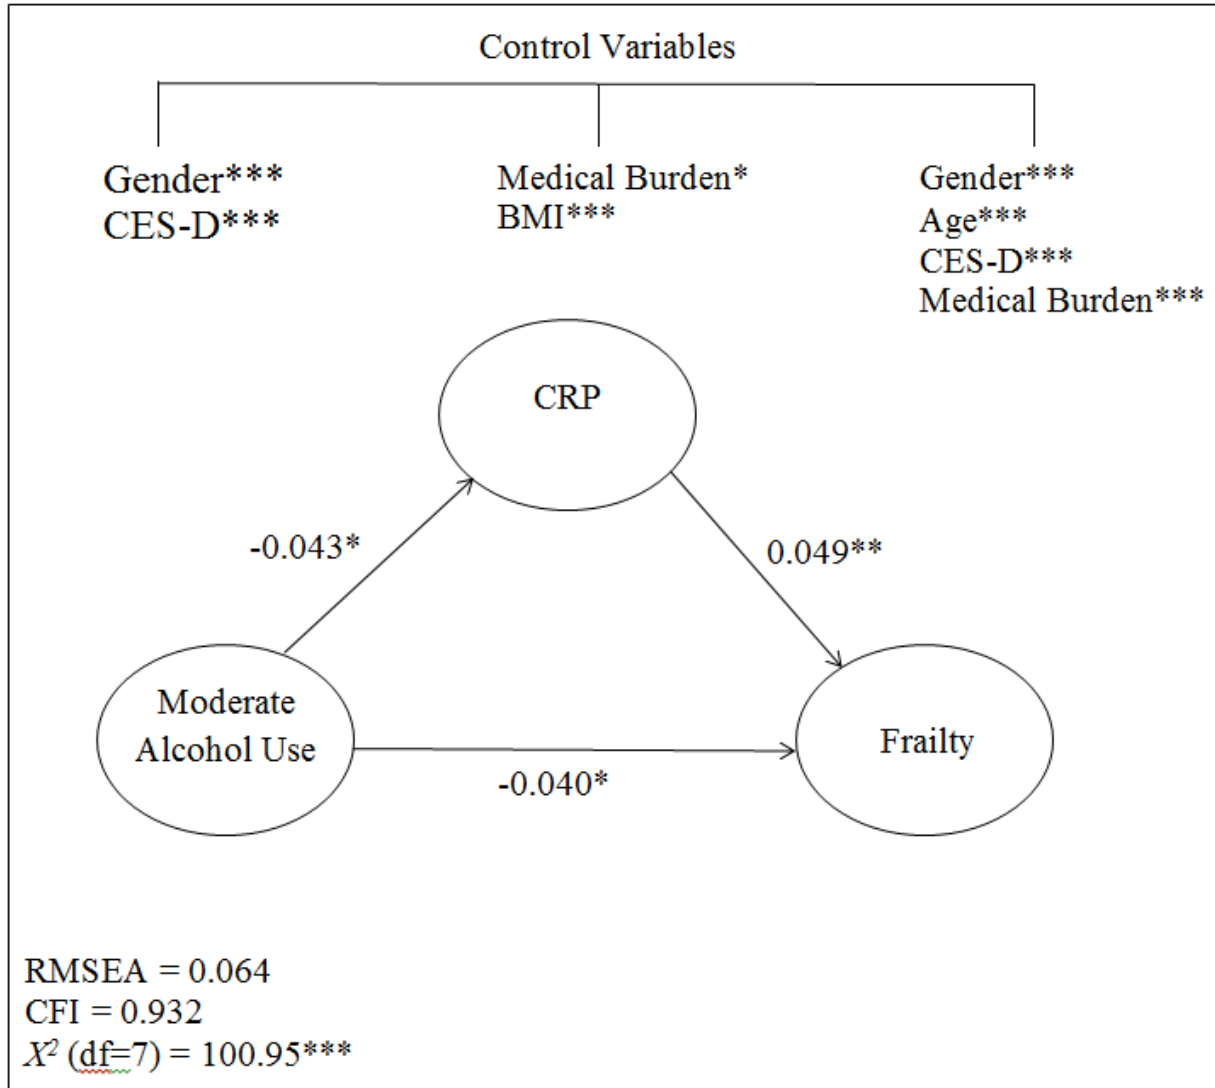 Control Variables
Gender***
CES-D***
Medical Burden*
BMI***
Gender***
Age***
CES-D***
Medical Burden***
CRP
-0.043*
0.049**
Moderate
Alcohol Use
Frailty
-0.040*
RMSEA = 0.064
CFI = 0.932
X² (df=7) = 100.95***